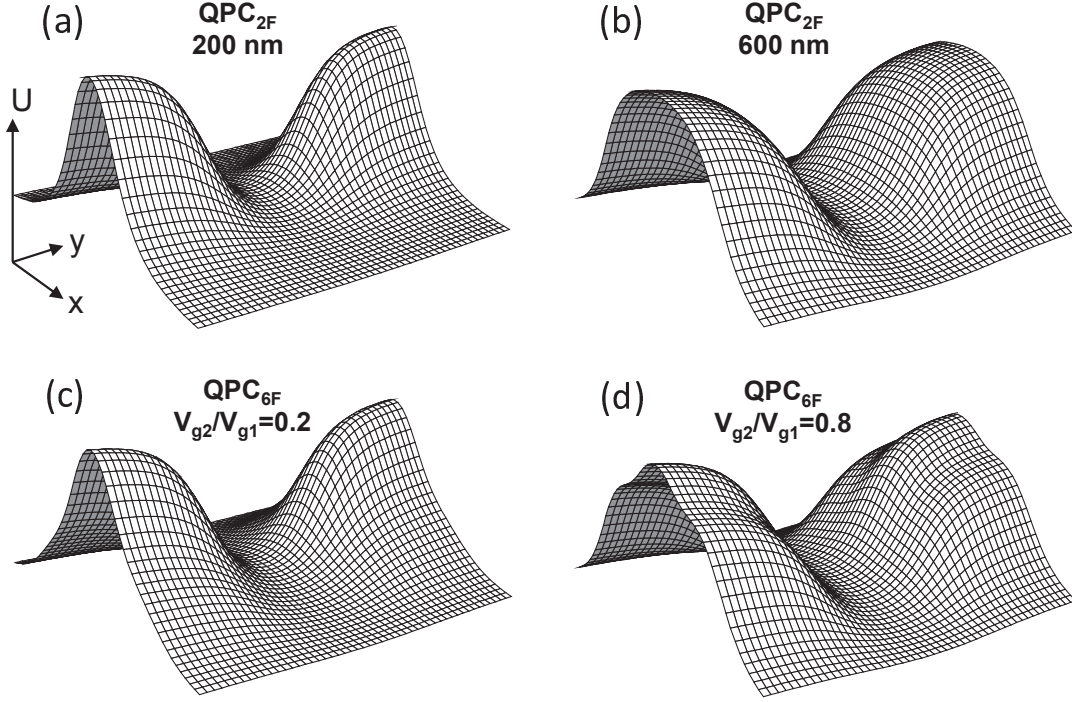 (a)
QPC2F
200 nm
U
y
x
(b)
QPC2F
600 nm
(c)
QPC6F
Vg2/Vg1=0.2
(d)
QPC6F
Vg2/Vg1=0.8